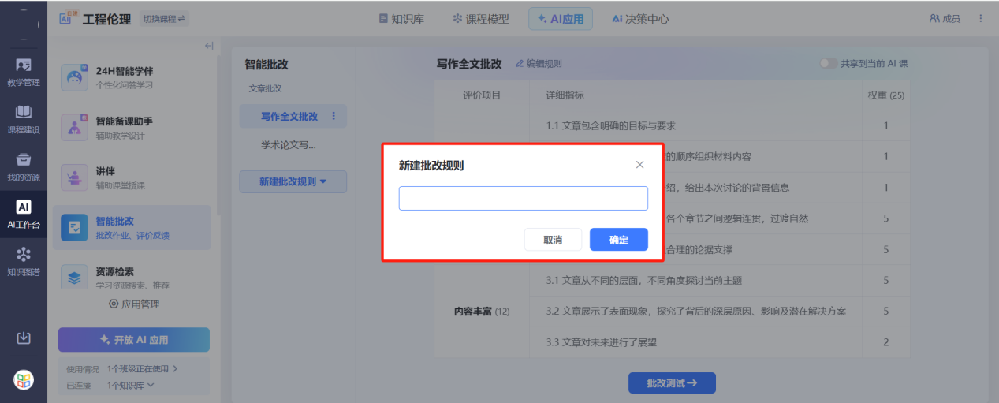 云课
AI
工程伦理
切换课程
知识库
课程模型
AI应用
Ai 决策中心
成员
教学管理
课程建设
我的资源
AI
AI工作台
知识图谱
24H智能学伴
个性化问答学习
智能备课助手
辅助教学设计
讲伴
辅助课堂授课
智能批改
批改作业、评价反馈
资源检索
学习资源搜索、推荐
应用管理
开放 AI 应用
使用情况 1个班级正在使用
已连接 1个知识库
智能批改
文章批改
写作全文批改
学术论文写...
新建批改规则
写作全文批改
编辑规则
共享到当前 AI 课
评价项目 详细指标 权重 (25)
1.1 文章包含明确的目标与要求 1
的顺序组织材料内容 1
绍，给出本次讨论的背景信息 1
各个章节之间逻辑连贯，过渡自然 5
合理的论据支撑 5
3.1 文章从不同的层面，不同角度探讨当前主题 5
内容丰富 (12) 3.2 文章展示了表面现象，探究了背后的深层原因、影响及潜在解决方案 5
3.3 文章对未来进行了展望 2
批改测试
新建批改规则
取消
确定